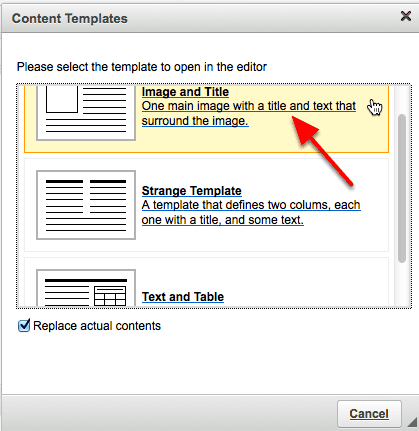 Content Templates
Please select the template to open in the editor
Image and Title
One main image with a title and text that
surround the image.
Strange Template
A template that defines two colums, each
one with a title, and some text.
Text and Table
Replace actual contents
Cancel